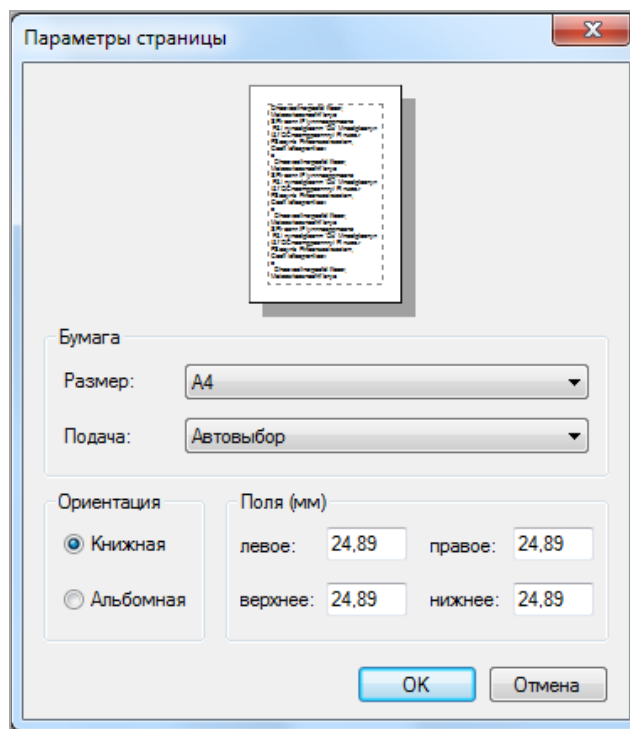 Параметры страницы
Бумага
Размер: A4
Подача: Автовыбор
Ориентация
Книжная
Альбомная
Поля (мм)
левое: 24,89 правое: 24,89
верхнее: 24,89 нижнее: 24,89
OK Отмена